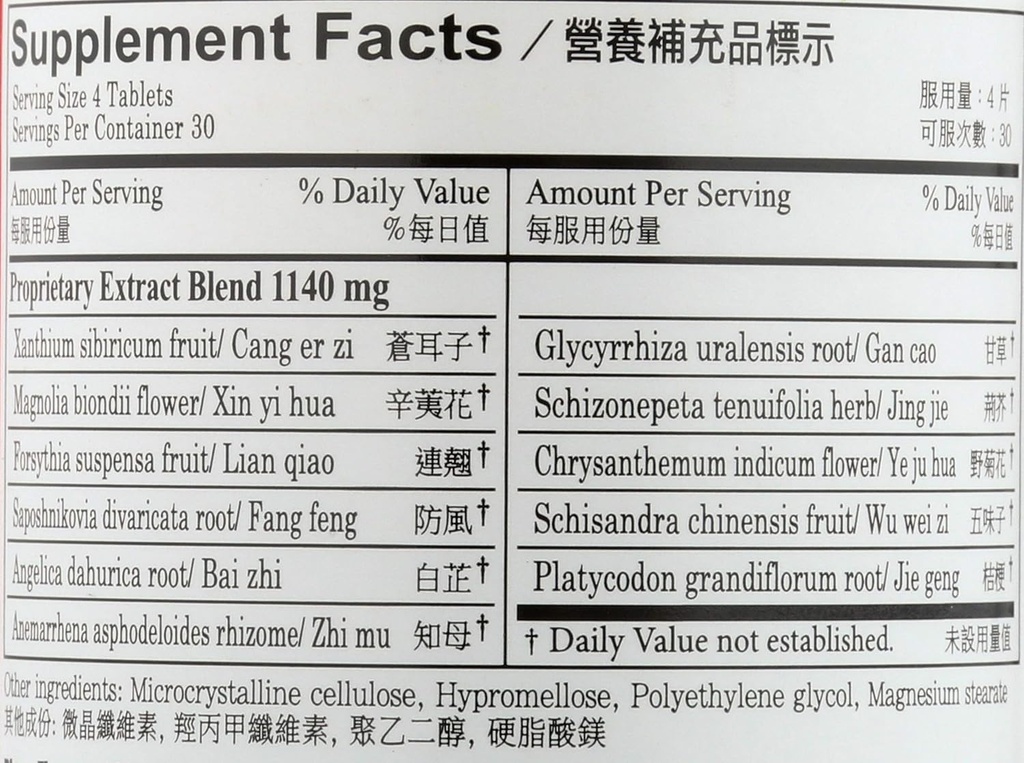 Supplement Facts / 營養補充品標示
Serving Size 4 Tablets 服用量：4 片
Servings Per Container 30 可服次數：30
Amount Per Serving % Daily Value
每服用份量 %每日值
Proprietary Extract Blend 1140 mg
Xanthium sibiricum fruit/ Cang er zi 蒼耳子†
Magnolia biondii flower/ Xin yi hua 辛荑花†
Forsythia suspensa fruit/ Lian qiao 連翹†
Saposhnikovia divaricata root/ Fang feng 防風†
Angelica dahurica root/ Bai zhi 白芷†
Anemarrhena asphodeloides rhizome/ Zhi mu 知母†
Amount Per Serving % Daily Value
每服用份量 %每日值
Glycyrrhiza uralensis root/ Gan cao 甘草†
Schizonepeta tenuifolia herb/ Jing jie 荊芥†
Chrysanthemum indicum flower/ Ye ju hua 野菊花†
Schisandra chinensis fruit/ Wu wei zi 五味子†
Platycodon grandiflorum root/ Jie geng 桔梗†
† Daily Value not established. 未設用量值
Other ingredients: Microcrystalline cellulose, Hypromellose, Polyethylene glycol, Magnesium stearate
其他成份: 微晶纖維素, 羥丙甲纖維素, 聚乙二醇, 硬脂酸鎂